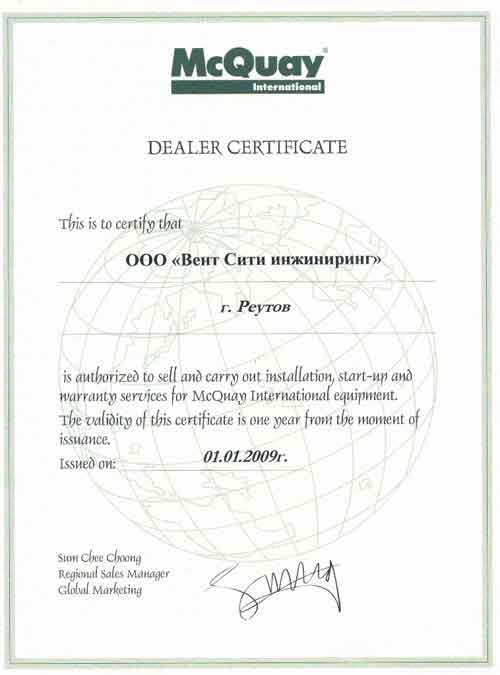 McQuay®
International
DEALER CERTIFICATE
This is to certify that
ООО «Вент Сити инжиниринг»
г. Реутов
is authorized to sell and carry out installation, start-up and
warranty services for McQuay International equipment.
The validity of this certificate is one year from the moment of
issuance.
Issued on: 01.01.2009г.
Sum Chee Choong
Regional Sales Manager
Global Marketing